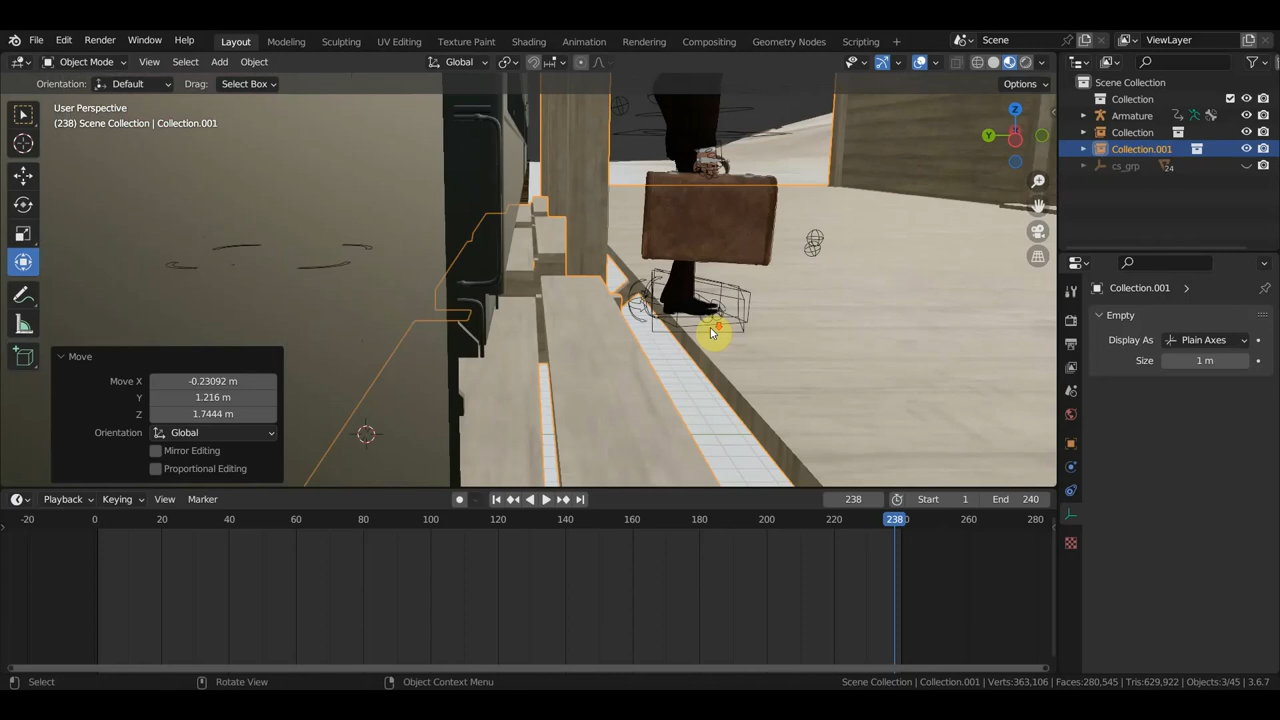 File Edit Render Window Help Layout Modeling Sculpting UV Editing Texture Paint Shading Animation Rendering Compositing Geometry Nodes Scripting + Scene ViewLayer
Object Mode View Select Add Object Global
Orientation: Default Drag: Select Box Options
User Perspective
(238) Scene Collection | Collection.001
Scene Collection
Collection
Armature
Collection
Collection.001
cs_grp 24
Z
Y
Collection.001
Empty
Display As Plain Axes
Size 1 m
Move
Move X -0.23092 m
Y 1.216 m
Z 1.7444 m
Orientation Global
Mirror Editing
Proportional Editing
Playback Keying View Marker 238 Start 1 End 240
-20 0 20 40 60 80 100 120 140 160 180 200 220 238 260 280
Select Rotate View Object Context Menu Scene Collection | Collection.001 | Verts:363,106 | Faces:280,545 | Tris:629,922 | Objects:3/45 | 3.6.7